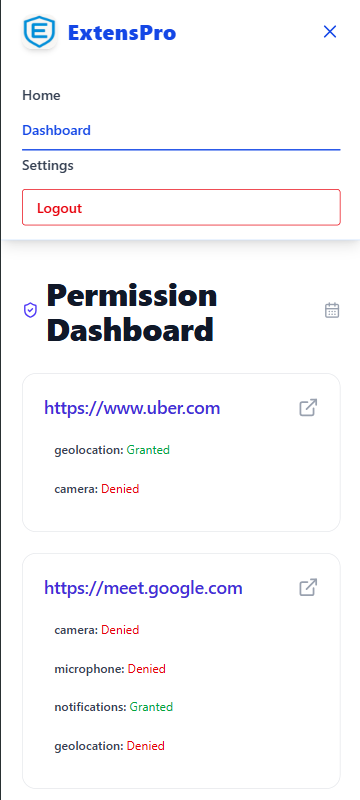 ExtensPro
Home
Dashboard
Settings
Logout
Permission
Dashboard
https://www.uber.com
geolocation: Granted
camera: Denied
https://meet.google.com
camera: Denied
microphone: Denied
notifications: Granted
geolocation: Denied